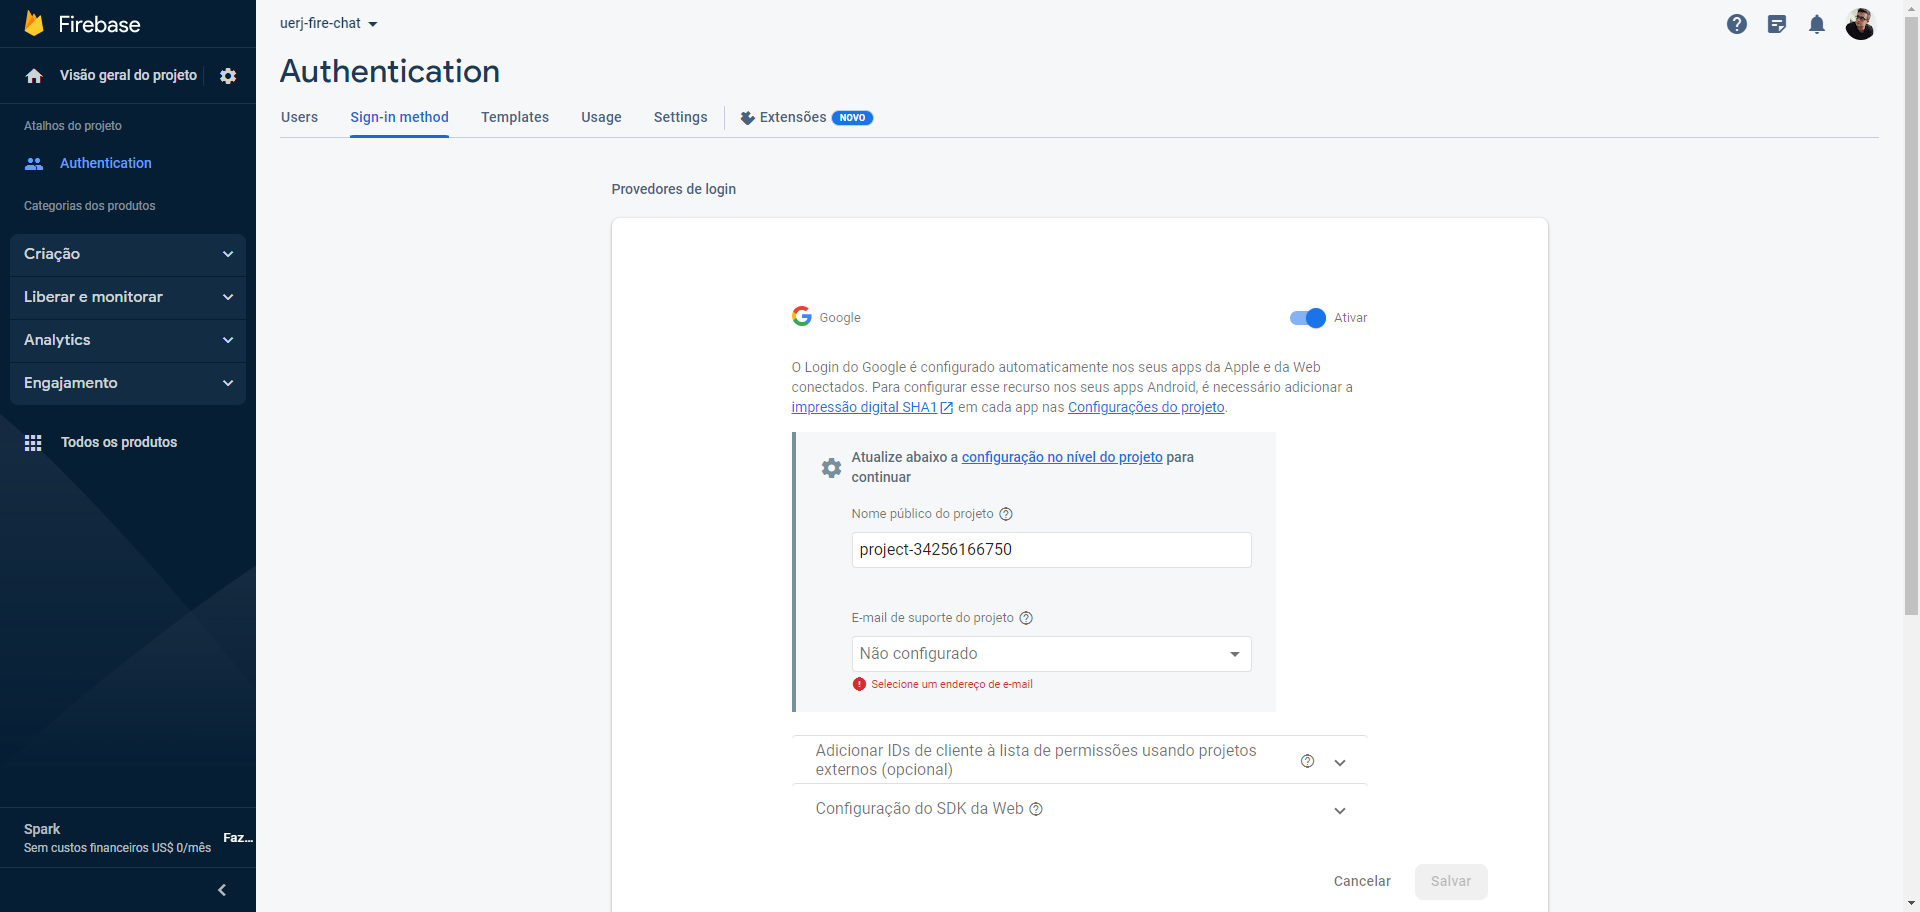 Firebase
Visão geral do projeto
Atalhos do projeto
Authentication
Categorias dos produtos
Criação
Liberar e monitorar
Analytics
Engajamento
Todos os produtos
Spark
Sem custos financeiros US$ 0/mês
Faz...
uerj-fire-chat
Authentication
Users Sign-in method Templates Usage Settings Extensões NOVO
Provedores de login
Google
Ativar
O Login do Google é configurado automaticamente nos seus apps da Apple e da Web
conectados. Para configurar esse recurso nos seus apps Android, é necessário adicionar a
impressão digital SHA1 em cada app nas Configurações do projeto.
Atualize abaixo a configuração no nível do projeto para
continuar
Nome público do projeto
project-34256166750
E-mail de suporte do projeto
Não configurado
Selecione um endereço de e-mail
Adicionar IDs de cliente à lista de permissões usando projetos
externos (opcional)
Configuração do SDK da Web
Cancelar
Salvar